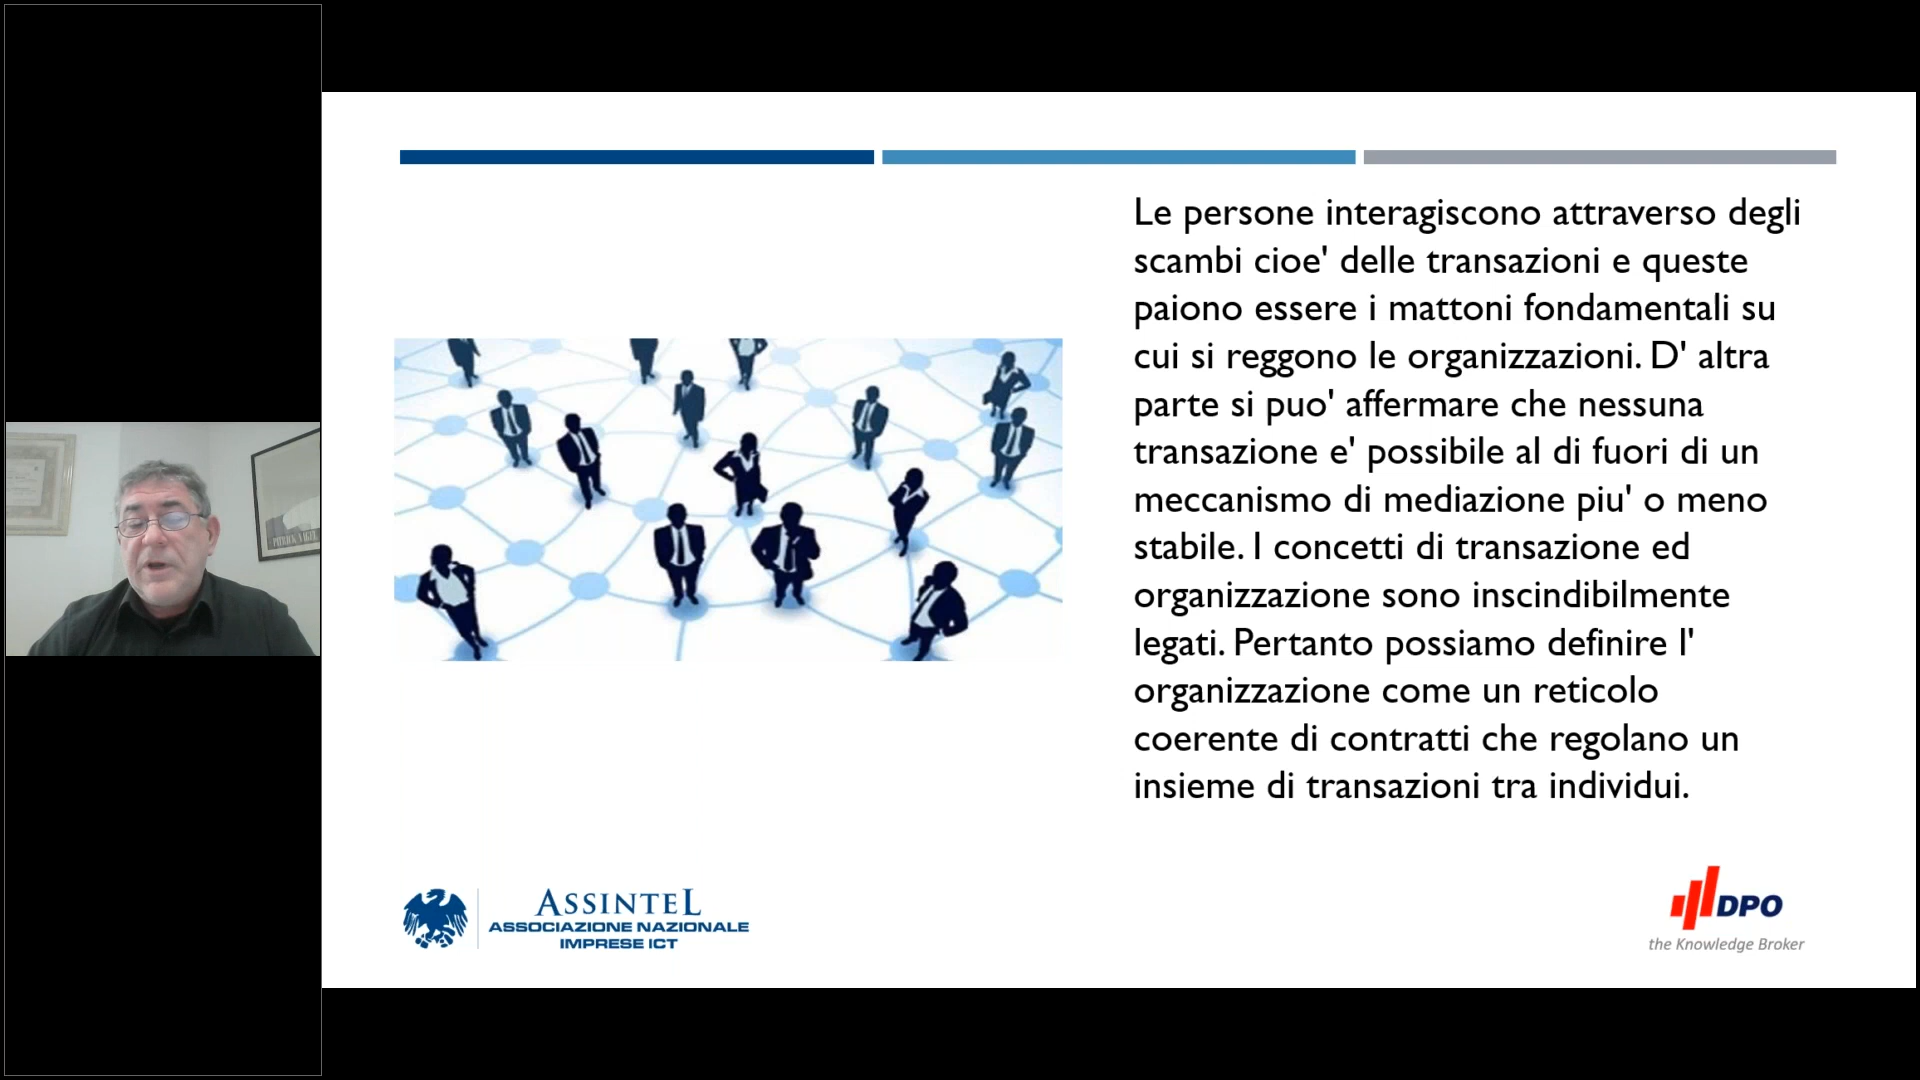 Le persone interagiscono attraverso degli
scambi cioe' delle transazioni e queste
paiono essere i mattoni fondamentali su
cui si reggono le organizzazioni. D' altra
parte si puo' affermare che nessuna
transazione e' possibile al di fuori di un
meccanismo di mediazione piu' o meno
stabile. I concetti di transazione ed
organizzazione sono inscindibilmente
legati. Pertanto possiamo definire l'
organizzazione come un reticolo
coerente di contratti che regolano un
insieme di transazioni tra individui.
ASSINTEL
ASSOCIAZIONE NAZIONALE
IMPRESE ICT
DPO
the Knowledge Broker